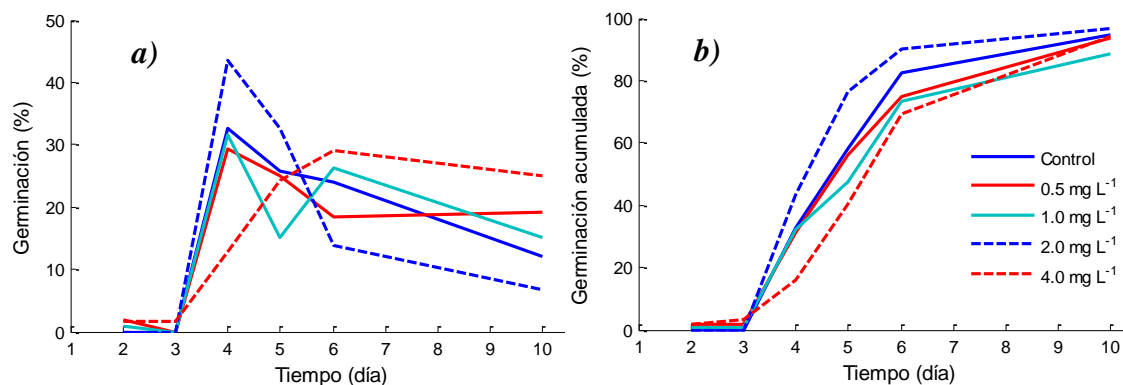 a)
Germinación (%)
50
40
30
20
10
0
1 2 3 4 5 6 7 8 9 10
Tiempo (día)
b)
Germinación acumulada (%)
100
80
60
40
20
0
1 2 3 4 5 6 7 8 9 10
Tiempo (día)
Control
0.5 mg L⁻¹
1.0 mg L⁻¹
2.0 mg L⁻¹
4.0 mg L⁻¹